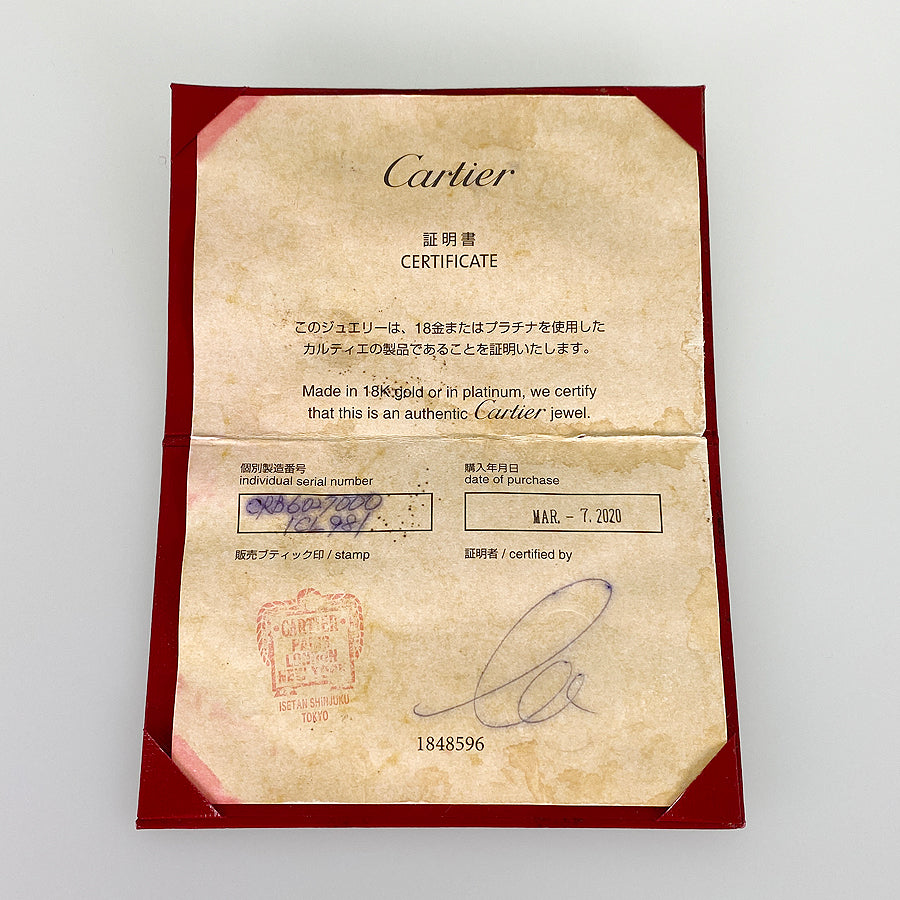 Cartier
証明書
CERTIFICATE
このジュエリーは、18金またはプラチナを使用した
カルティエの製品であることを証明いたします。
Made in 18K gold or in platinum, we certify
that this is an authentic Cartier jewel.
個別製造番号
individual serial number
購入年月日
date of purchase
MAR. - 7. 2020
販売ブティック印 / stamp
証明者 / certified by
CARTIER
PARIS
LONDON
NEW YORK
ISETAN SHINJUKU
TOKYO
1848596